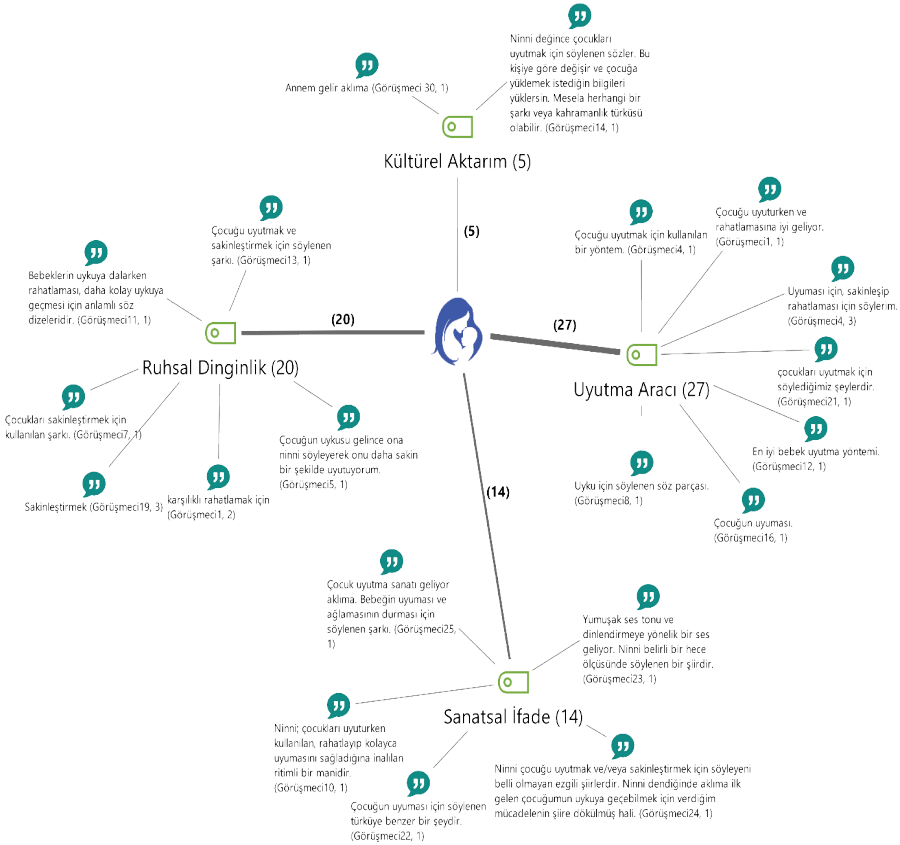 Ninni değince çocukları
uyutmak için söylenen sözler. Bu
kişiye göre değişir ve çocuğa
yüklemek istediğin bilgileri
yüklersin. Mesela herhangi bir
şarkı veya kahramanlık türküsü
olabilir. (Görüşmeci14, 1)
Annem gelir aklıma (Görüşmeci 30, 1)
Kültürel Aktarım (5)
(5)
Çocuğu uyutmak ve
sakinleştirmek için söylenen
şarkı. (Görüşmeci13, 1)
Bebeklerin uykuya dalarken
rahatlaması, daha kolay uykuya
geçmesi için anlamlı söz
dizeleridir. (Görüşmeci11, 1)
(20)
Ruhsal Dinginlik (20)
Çocukları sakinleştirmek için
kullanılan şarkı. (Görüşmeci7, 1)
Sakinleştirmek (Görüşmeci19, 3)
karşılıklı rahatlamak için
(Görüşmeci1, 2)
Çocuğun uykusu gelince ona
ninni söyleyerek onu daha sakin
bir şekilde uyutuyorum.
(Görüşmeci5, 1)
Çocuğu uyutmak için kullanılan
bir yöntem. (Görüşmeci4, 1)
Çocuğu uyuturken ve
rahatlamasına iyi geliyor.
(Görüşmeci1, 1)
Uyuması için, sakinleşip
rahatlaması için söylerim.
(Görüşmeci4, 3)
(27)
Uyutma Aracı (27)
çocukları uyutmak için
söylediğimiz şeylerdir.
(Görüşmeci21, 1)
En iyi bebek uyutma yöntemi.
(Görüşmeci12, 1)
Uyku için söylenen söz parçası.
(Görüşmeci8, 1)
Çocuğun uyuması.
(Görüşmeci16, 1)
(14)
Çocuk uyutma sanatı geliyor
aklıma. Bebeğin uyuması ve
ağlamasının durması için
söylenen şarkı. (Görüşmeci25,
1)
Yumuşak ses tonu ve
dinlendirmeye yönelik bir ses
geliyor. Ninni belirli bir hece
ölçüsünde söylenen bir şiirdir.
(Görüşmeci23, 1)
Sanatsal İfade (14)
Ninni; çocukları uyuturken
kullanılan, rahatlayıp kolayca
uyumasını sağladığına inalılan
ritimli bir manidir.
(Görüşmeci10, 1)
Çocuğun uyuması için söylenen
türküye benzer bir şeydir.
(Görüşmeci22, 1)
Ninni çocuğu uyutmak ve/veya sakinleştirmek için söyleyeni
belli olmayan ezgili şiirlerdir. Ninni dendiğinde aklıma ilk
gelen çocuğumun uykuya geçebilmek için verdiğim
mücadelenin şiire dökülmüş hali. (Görüşmeci24, 1)